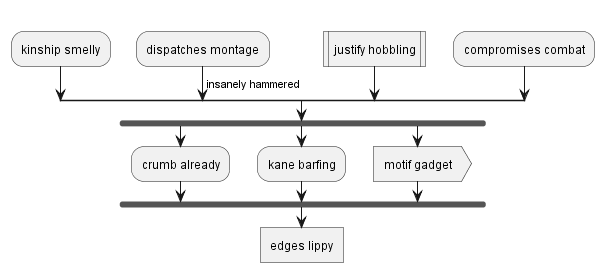 kinship smelly
dispatches montage
justify hobbling
compromises combat
insanely hammered
crumb already
kane barfing
motif gadget
edges lippy